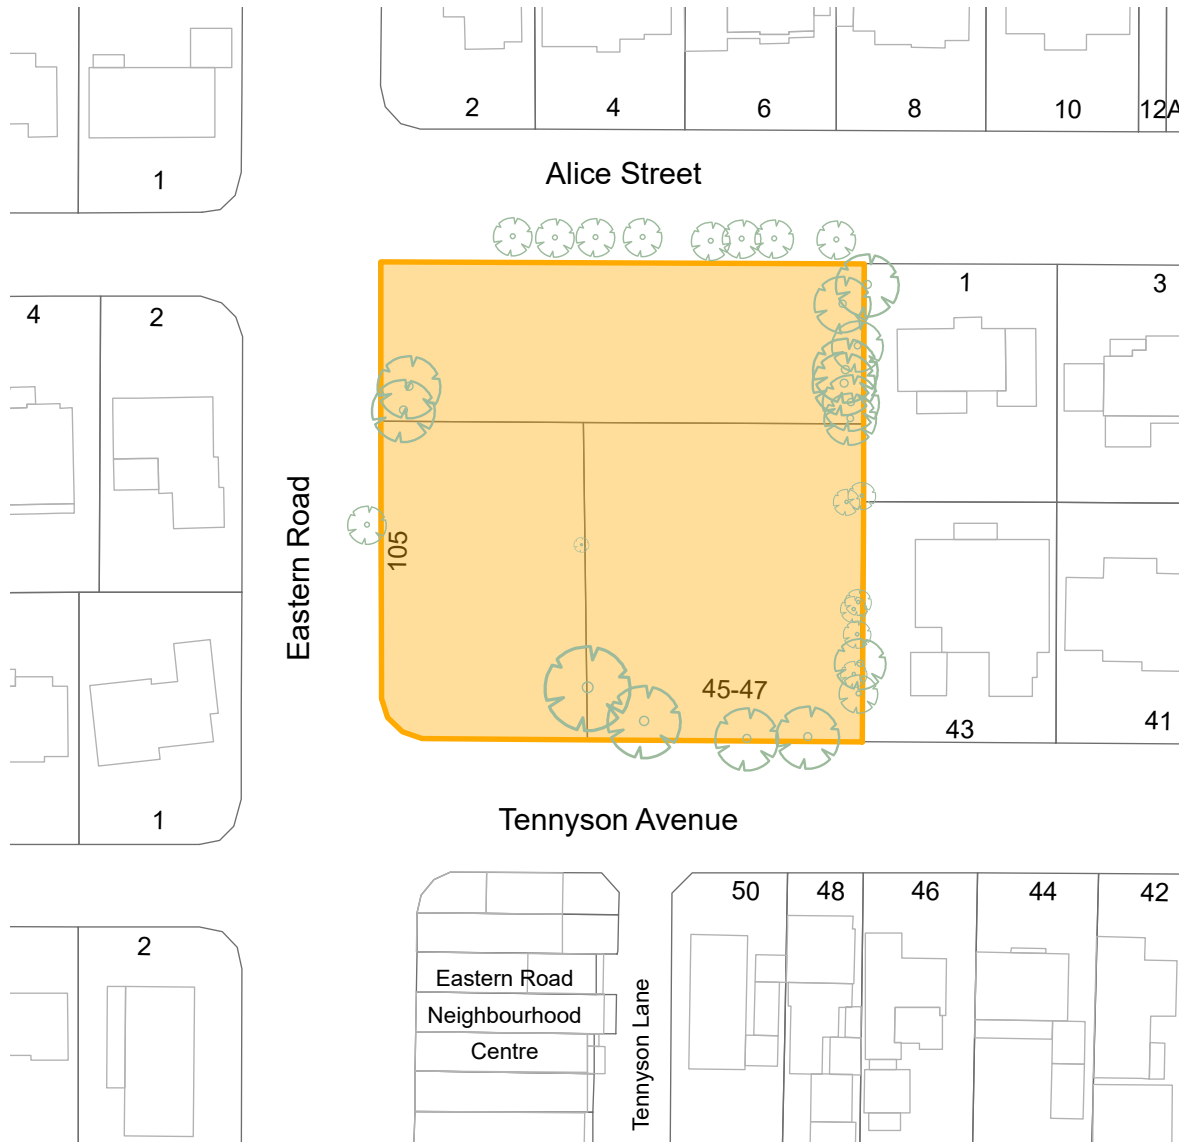 2
4
6
8
10
12A
1
Alice Street
1
3
4
2
Eastern Road
105
45-47
43
41
1
Tennyson Avenue
50
48
46
44
42
2
Eastern Road
Neighbourhood
Centre
Tennyson Lane